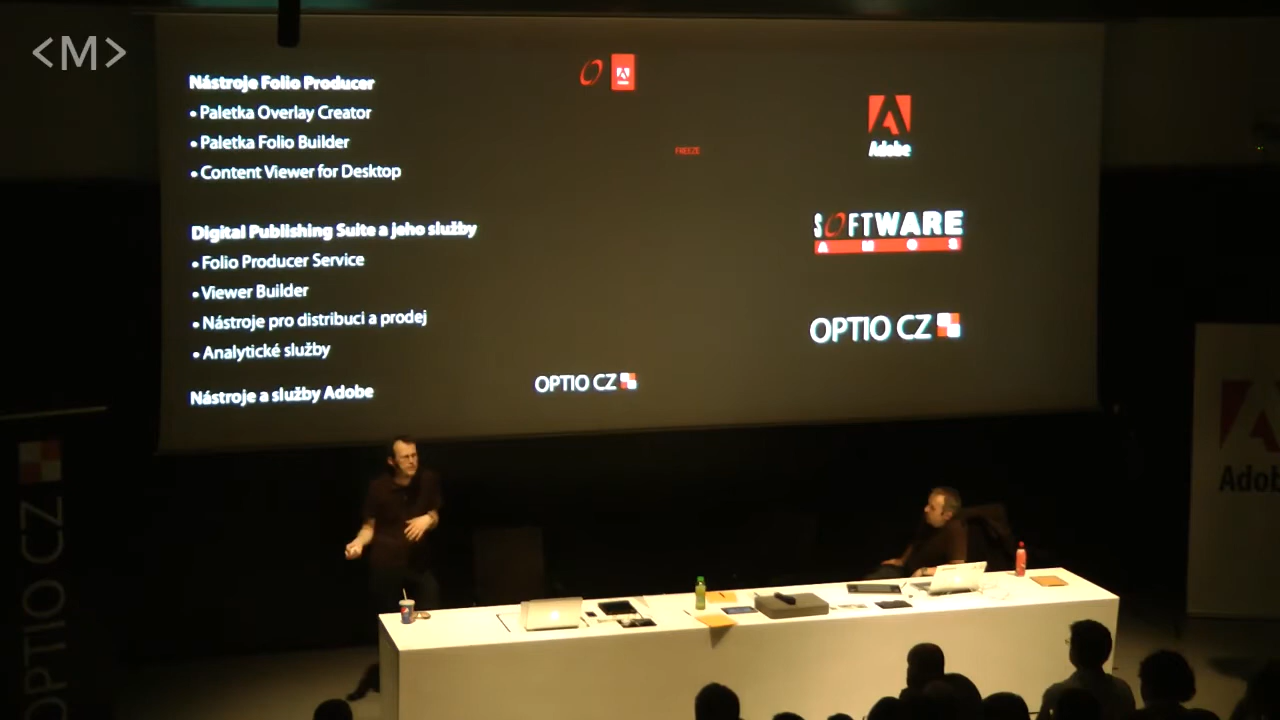 <M>
Nástroje Folio Producer
• Paletka Overlay Creator
• Paletka Folio Builder
• Content Viewer for Desktop
Digital Publishing Suite a jeho služby
• Folio Producer Service
• Viewer Builder
• Nástroje pro distribuci a prodej
• Analytické služby
Nástroje a služby Adobe
FREEZE
OPTIO CZ
Adobe
SOFTWARE
AMOS
OPTIO CZ
OPTIO CZ
Adob